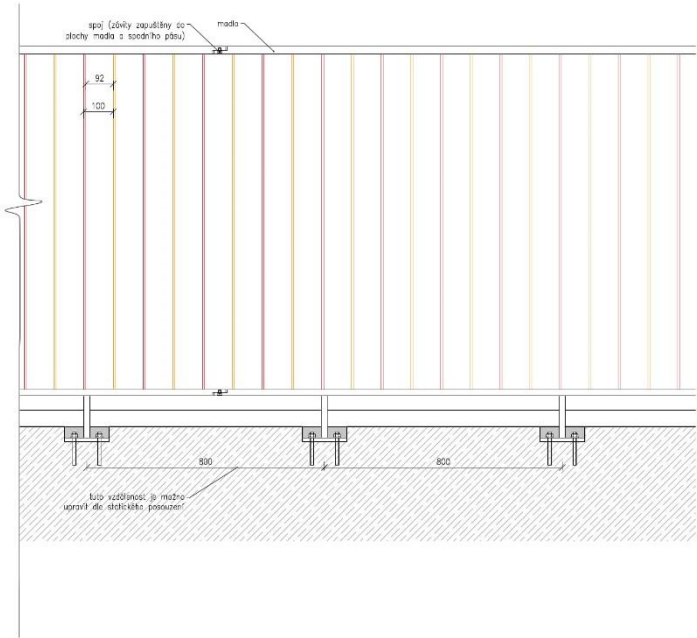 spoj (závity zapuštěny do
plochy madla a spodního pásu)
madlo
92
100
800
800
tuto vzdálenost je možno
upravit dle statického posouzení